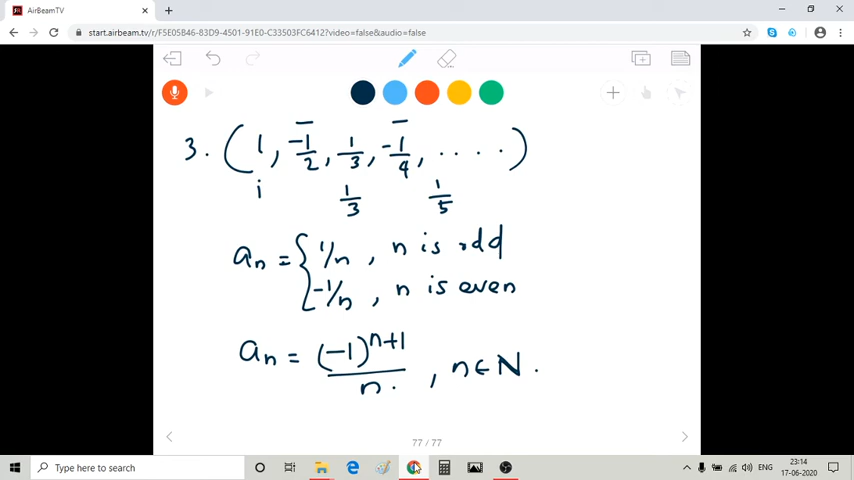 AirBeamTV
start.airbeam.tv/r/F5E05B46-83D9-4501-91E0-C33503FC6412?video=false&audio=false
3. (1, -1/2, 1/3, -1/4, .....)
1 1/3 1/5
aₙ = { 1/n, n is odd
-1/n, n is even
aₙ = (-1)ⁿ⁺¹/n, n∈ℕ.
77 / 77
Type here to search
ENG
23:14
17-06-2020